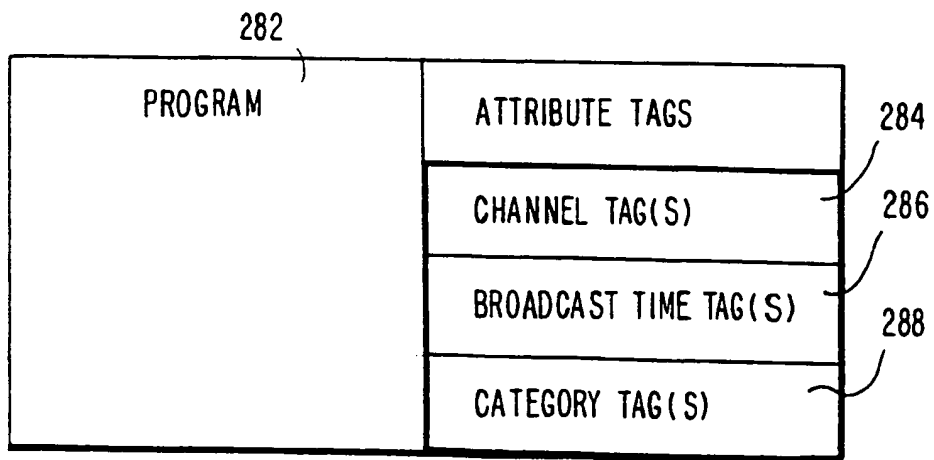 282
PROGRAM
ATTRIBUTE TAGS
284
CHANNEL TAG(S)
286
BROADCAST TIME TAG(S)
288
CATEGORY TAG(S)